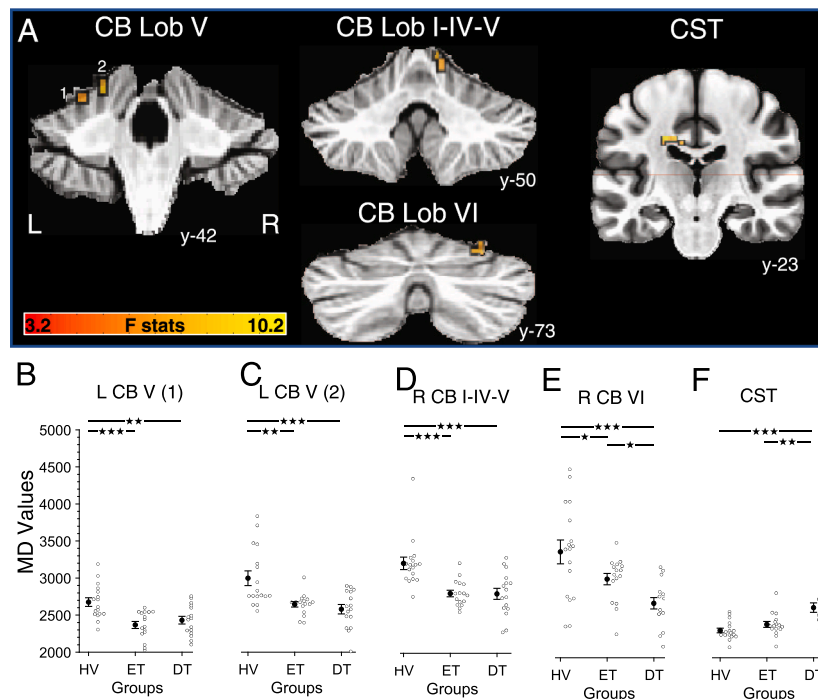 A
CB Lob V
CB Lob I-IV-V
CST
1
2
L
R
y-42
y-50
CB Lob VI
y-73
y-23
3.2 F stats 10.2
B
L CB V (1)
C
L CB V (2)
D
R CB I-IV-V
E
R CB VI
F
CST
★★
★★★
★★★
★★
★★★
★★★
★★★
★
★
★★★
★★
MD Values
5000
4500
4000
3500
3000
2500
2000
HV ET DT
Groups
HV ET DT
Groups
HV ET DT
Groups
HV ET DT
Groups
HV ET DT
Groups